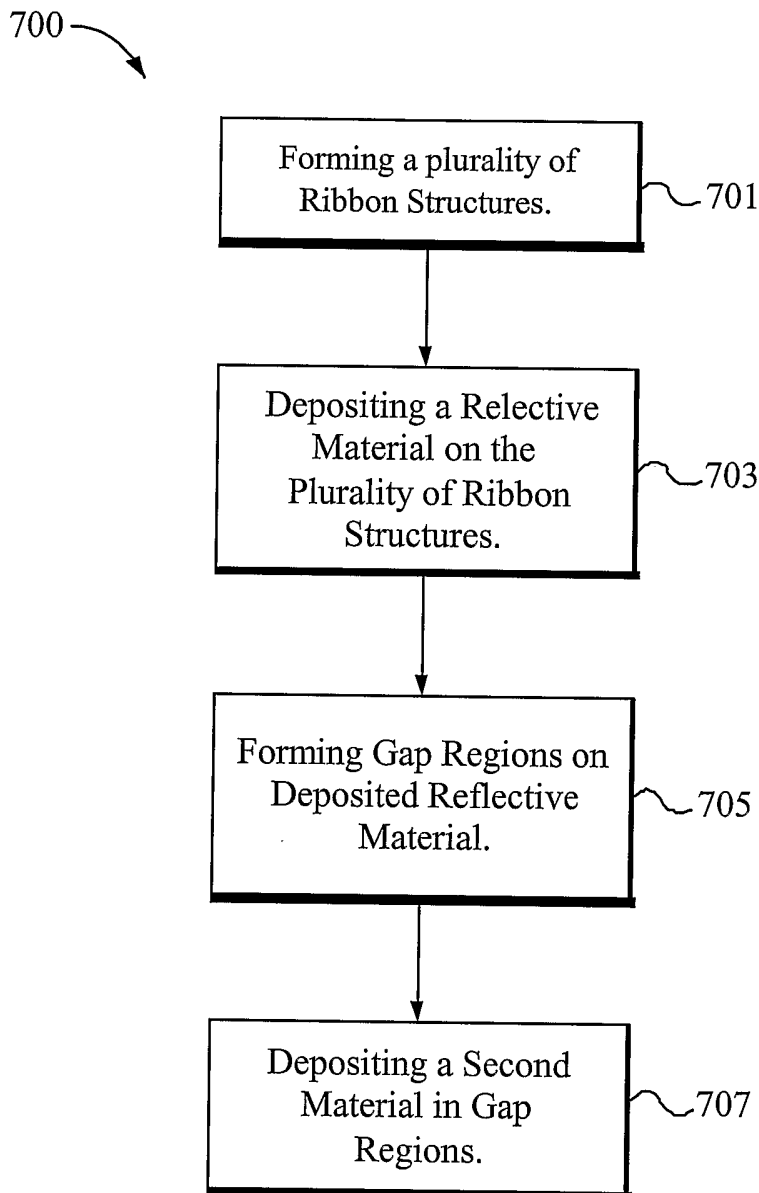 700
Forming a plurality of
Ribbon Structures.
701
Depositing a Relective
Material on the
Plurality of Ribbon
Structures.
703
Forming Gap Regions on
Deposited Reflective
Material.
705
Depositing a Second
Material in Gap
Regions.
707